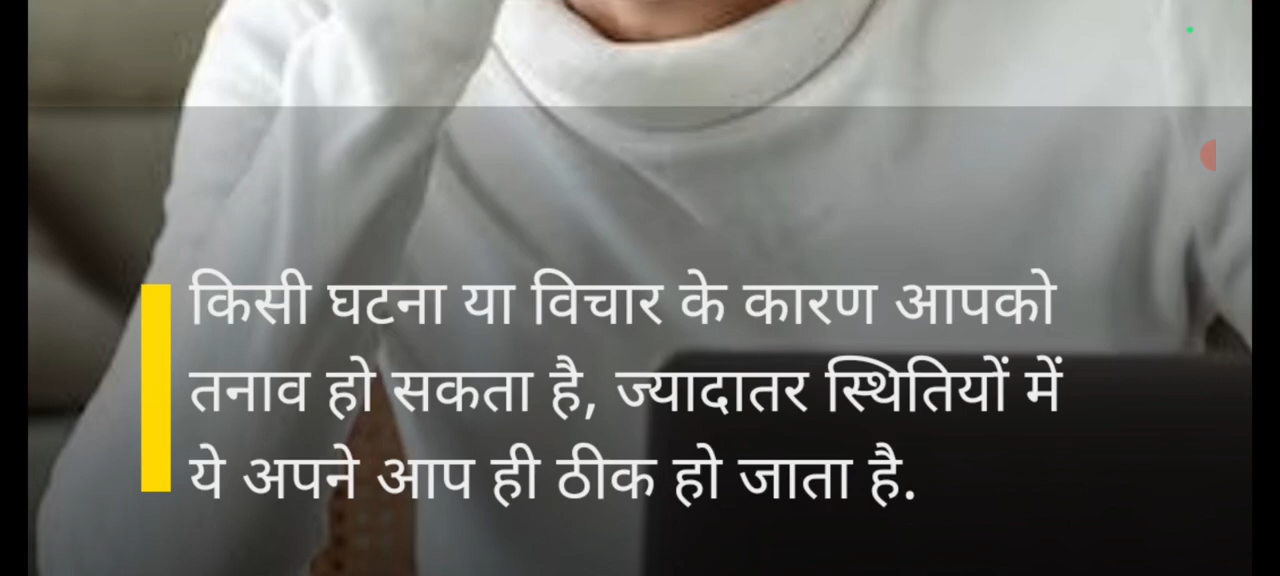 किसी घटना या विचार के कारण आपको
तनाव हो सकता है, ज्यादातर स्थितियों में
ये अपने आप ही ठीक हो जाता है.